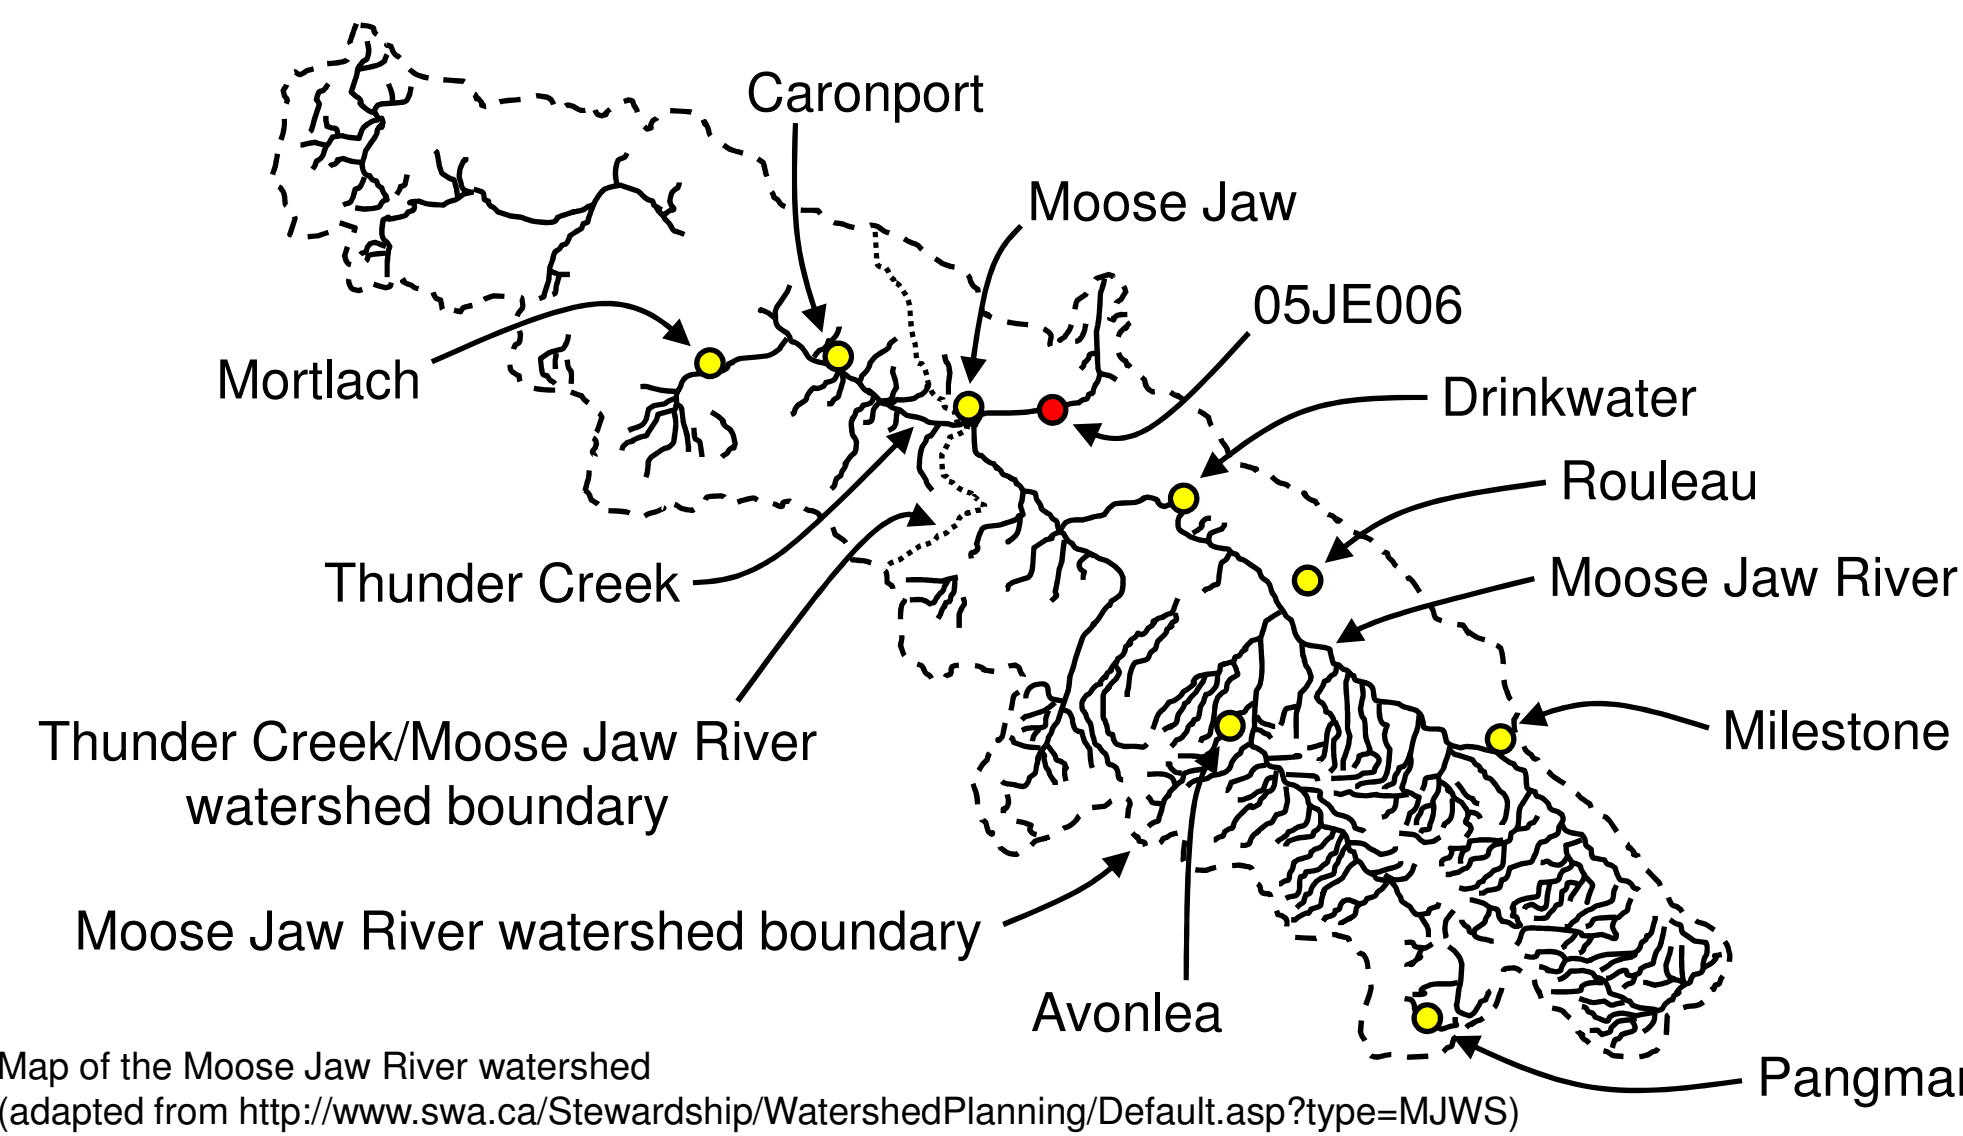 Caronport
Moose Jaw
05JE006
Mortlach
Drinkwater
Rouleau
Thunder Creek
Moose Jaw River
Thunder Creek/Moose Jaw River
watershed boundary
Milestone
Moose Jaw River watershed boundary
Avonlea
Map of the Moose Jaw River watershed
Pangman
(adapted from http://www.swa.ca/Stewardship/WatershedPlanning/Default.asp?type=MJWS)